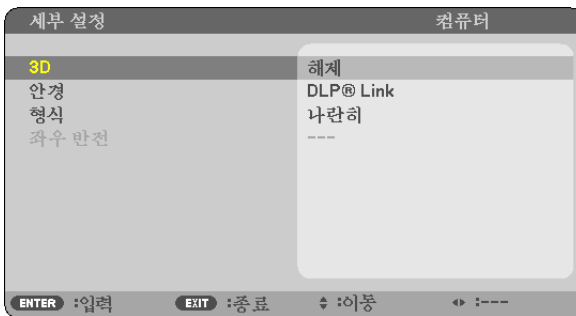 세부 설정 컴퓨터
3D 해제
안경 DLP® Link
형식 나란히
좌우 반전 ---
ENTER :입력 EXIT :종료 :이동 :---